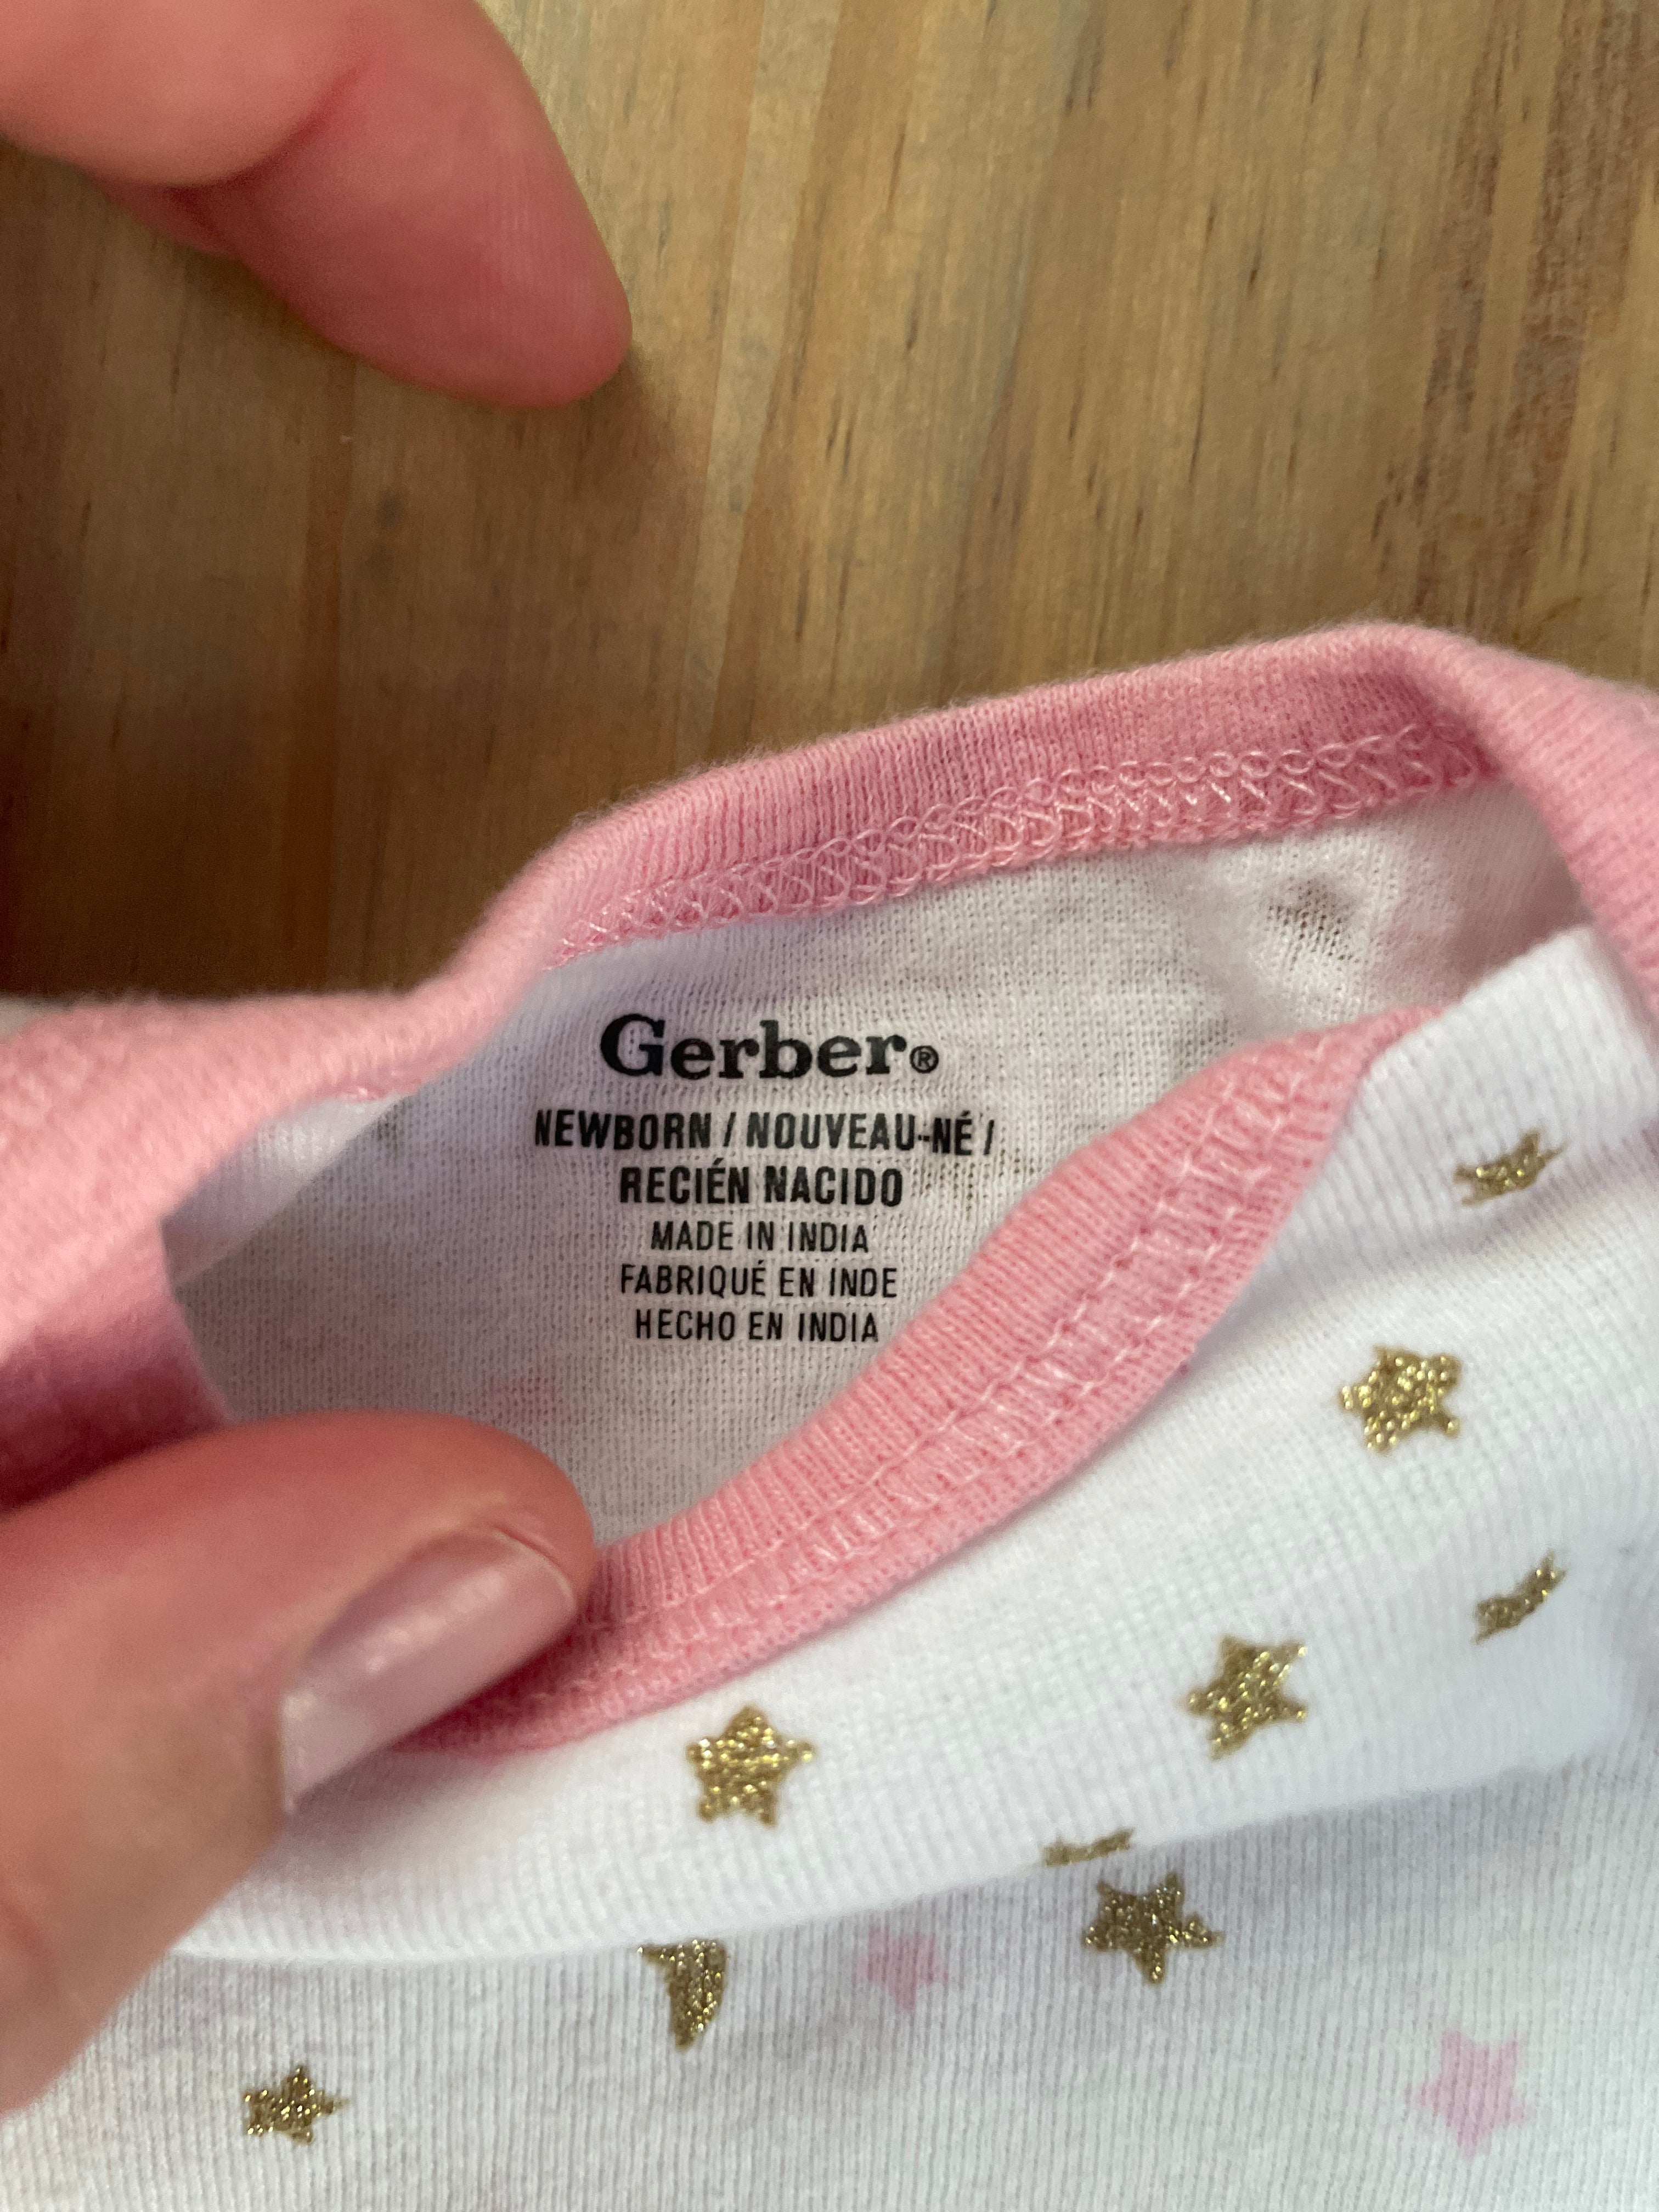 Gerber®
NEWBORN / NOUVEAU-NÉ /
RECIÉN NACIDO
MADE IN INDIA
FABRIQUÉ EN INDE
HECHO EN INDIA